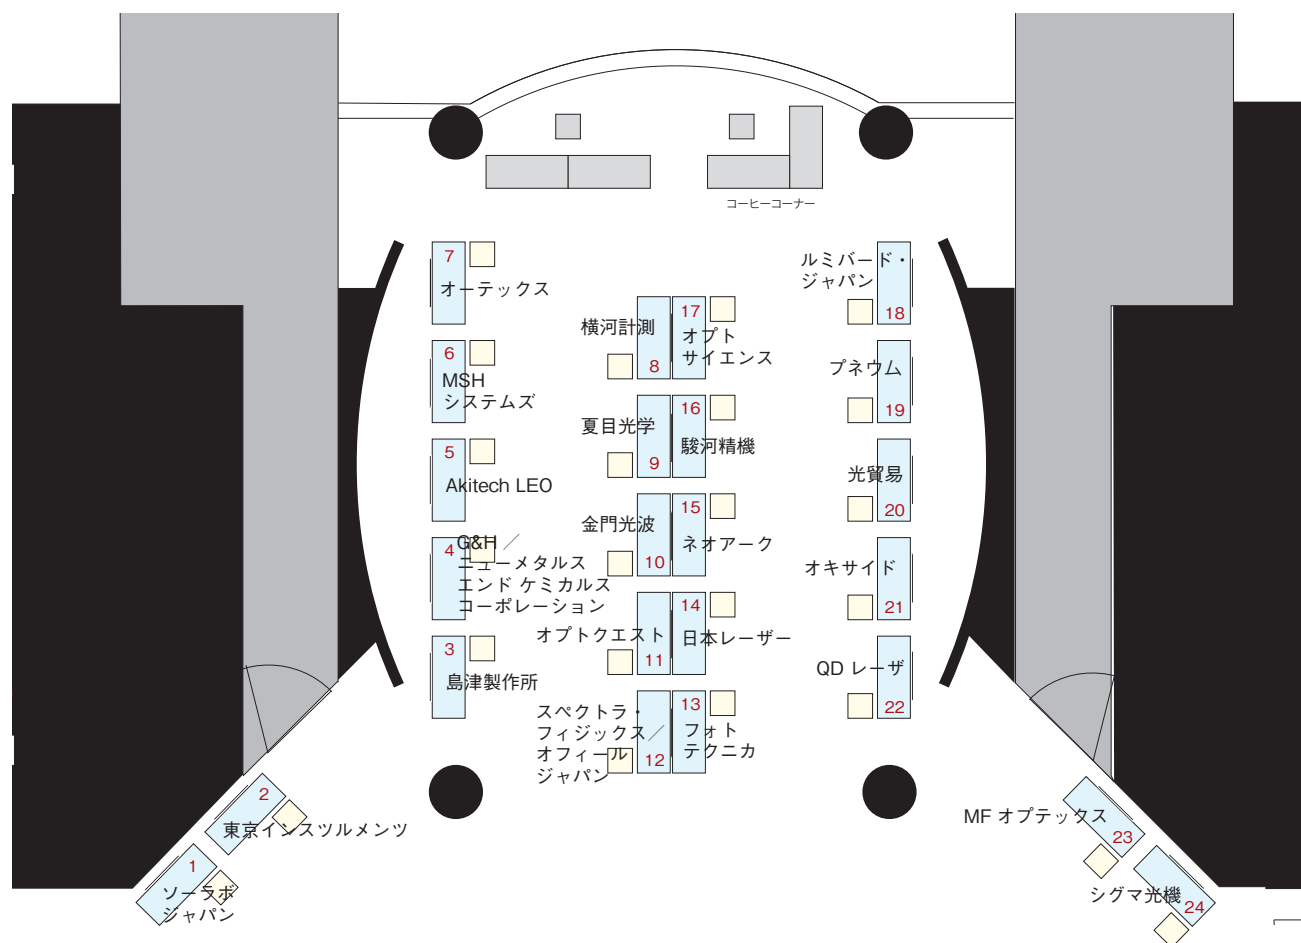 コーヒーコーナー
7
オーテックス
6
MSH
システムズ
5
Akitech LEO
4
G&H ／
ニューメタルス
エンド ケミカルス
コーポレーション
3
島津製作所
2
東京インスツルメンツ
1
ソーラボ
ジャパン
横河計測
8
夏目光学
9
金門光波
10
オプトクエスト
11
スペクトラ・
フィジックス／
オフィール
ジャパン
12
17
オプト
サイエンス
16
駿河精機
15
ネオアーク
14
日本レーザー
13
フォト
テクニカ
ルミバード・
ジャパン
18
プネウム
19
光貿易
20
オキサイド
21
QD レーザ
22
MF オプテックス
23
シグマ光機
24